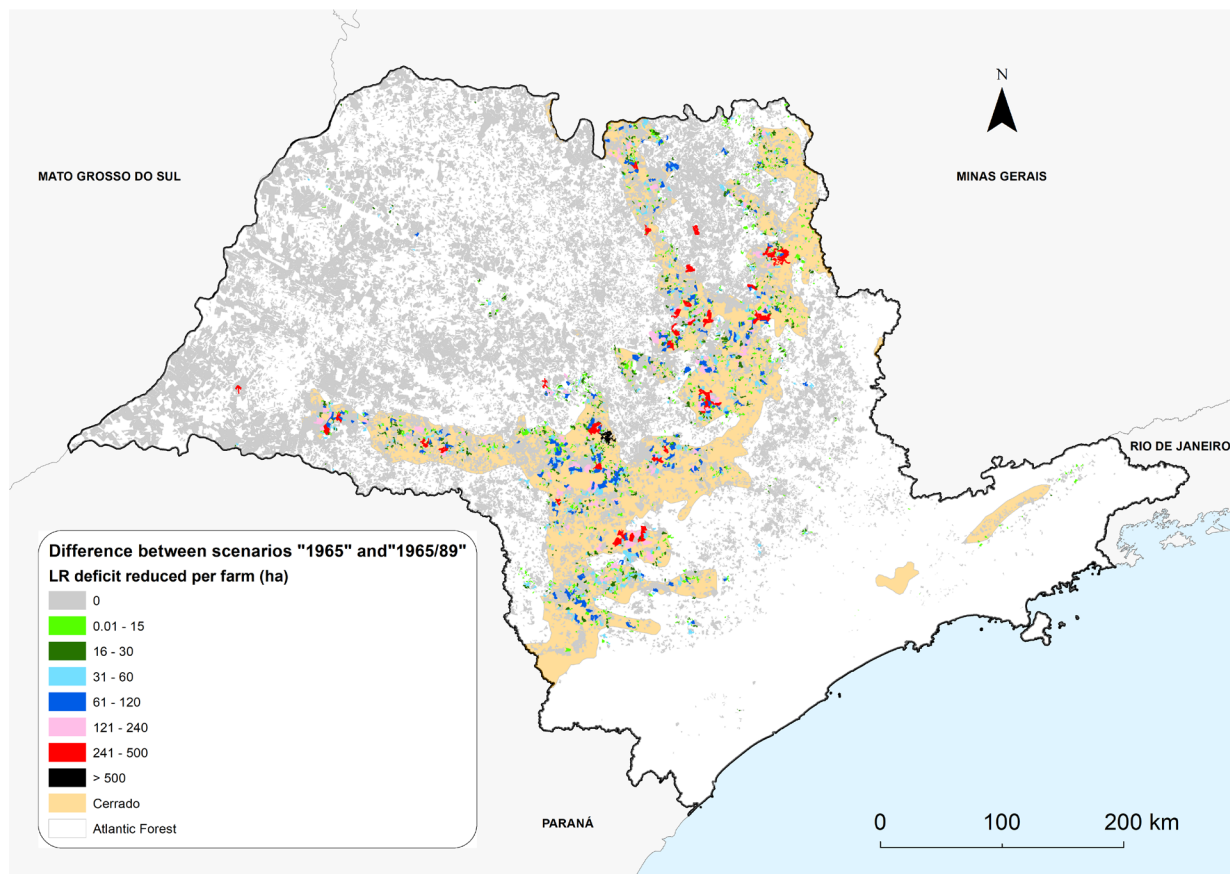 N
MATO GROSSO DO SUL
MINAS GERAIS
RIO DE JANEIRO
Difference between scenarios "1965" and"1965/89"
LR deficit reduced per farm (ha)
0
0.01 - 15
16 - 30
31 - 60
61 - 120
121 - 240
241 - 500
> 500
Cerrado
Atlantic Forest
PARANÁ
0 100 200 km